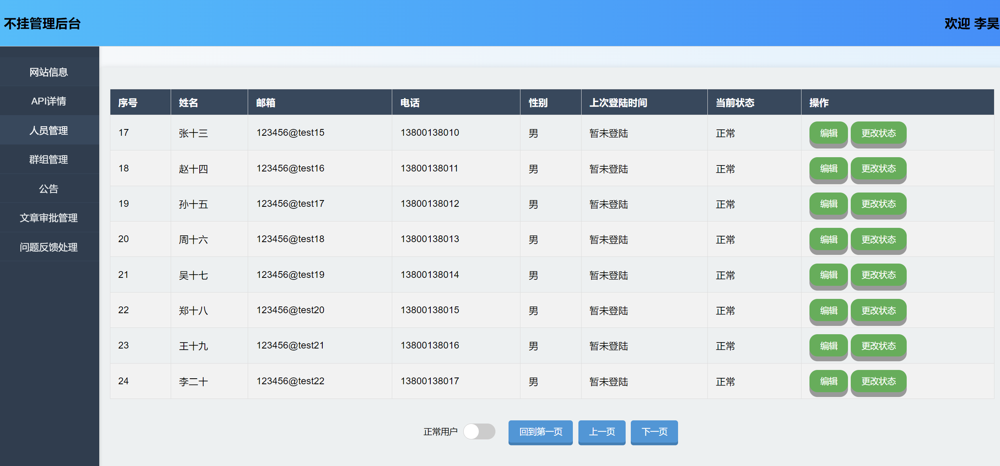 不挂管理后台
欢迎 李昊
网站信息
API详情
人员管理
群组管理
公告
文章审批管理
问题反馈处理
序号 姓名 邮箱 电话 性别 上次登陆时间 当前状态 操作
17 张十三 123456@test15 13800138010 男 暂未登陆 正常 编辑 更改状态
18 赵十四 123456@test16 13800138011 男 暂未登陆 正常 编辑 更改状态
19 孙十五 123456@test17 13800138012 男 暂未登陆 正常 编辑 更改状态
20 周十六 123456@test18 13800138013 男 暂未登陆 正常 编辑 更改状态
21 吴十七 123456@test19 13800138014 男 暂未登陆 正常 编辑 更改状态
22 郑十八 123456@test20 13800138015 男 暂未登陆 正常 编辑 更改状态
23 王十九 123456@test21 13800138016 男 暂未登陆 正常 编辑 更改状态
24 李二十 123456@test22 13800138017 男 暂未登陆 正常 编辑 更改状态
正常用户 回到第一页 上一页 下一页